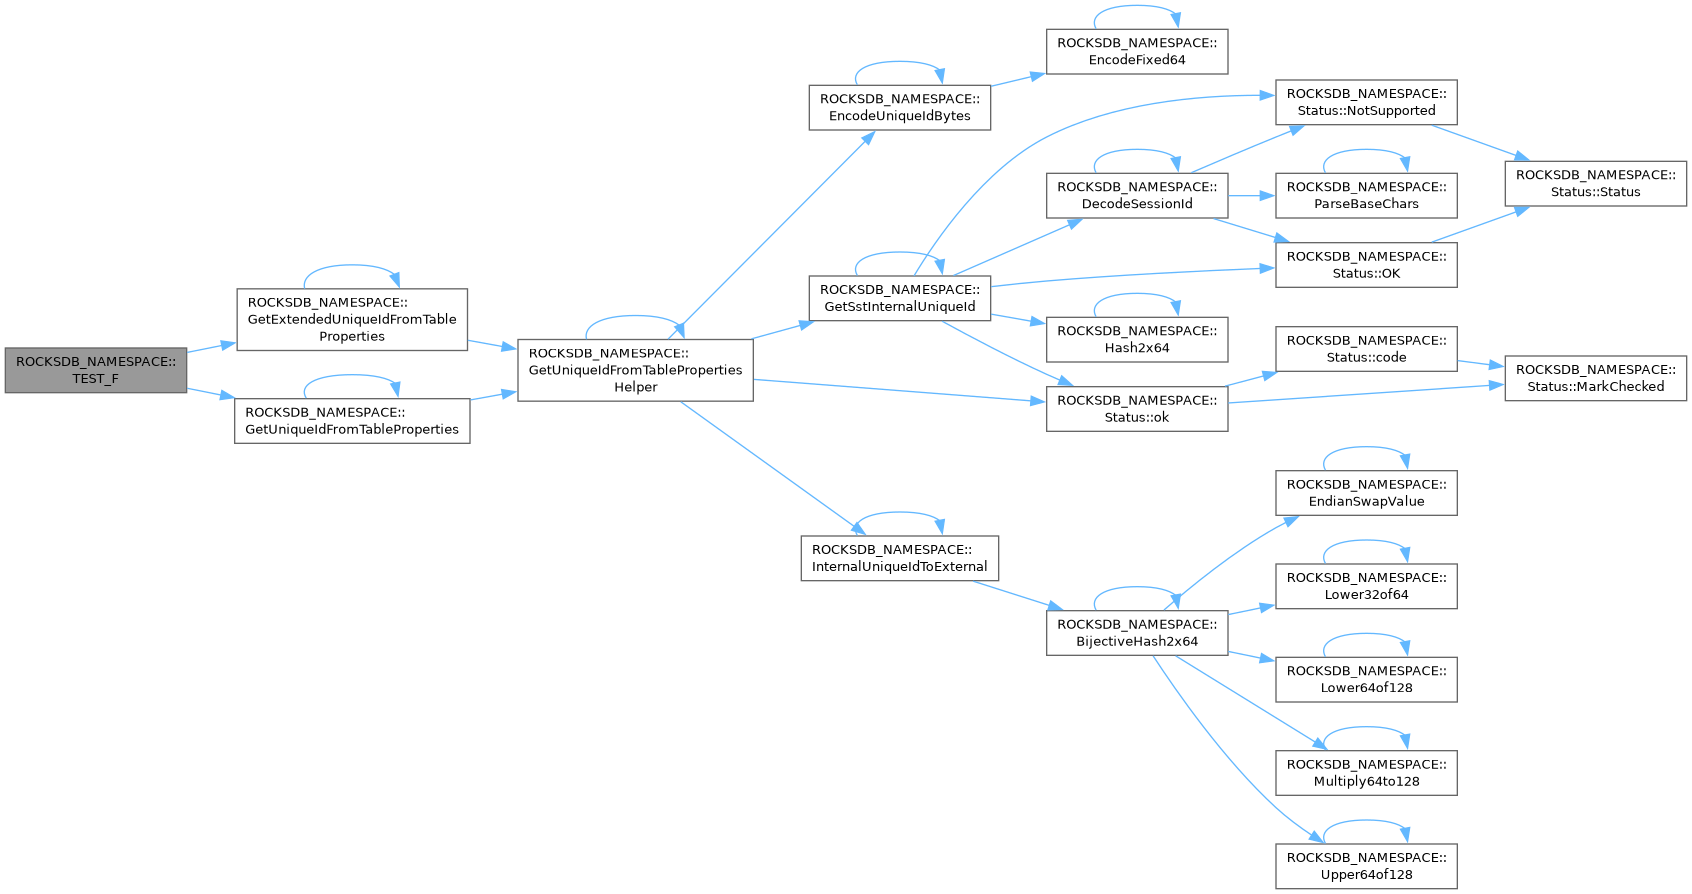 ROCKSDB_NAMESPACE::
TEST_F
ROCKSDB_NAMESPACE::
GetExtendedUniqueIdFromTable
Properties
ROCKSDB_NAMESPACE::
GetUniqueIdFromTableProperties
ROCKSDB_NAMESPACE::
GetUniqueIdFromTableProperties
Helper
ROCKSDB_NAMESPACE::
EncodeUniqueIdBytes
ROCKSDB_NAMESPACE::
EncodeFixed64
ROCKSDB_NAMESPACE::
GetSstInternalUniqueId
ROCKSDB_NAMESPACE::
DecodeSessionId
ROCKSDB_NAMESPACE::
Status::NotSupported
ROCKSDB_NAMESPACE::
ParseBaseChars
ROCKSDB_NAMESPACE::
Status::OK
ROCKSDB_NAMESPACE::
Status::Status
ROCKSDB_NAMESPACE::
Hash2x64
ROCKSDB_NAMESPACE::
Status::ok
ROCKSDB_NAMESPACE::
Status::code
ROCKSDB_NAMESPACE::
Status::MarkChecked
ROCKSDB_NAMESPACE::
InternalUniqueIdToExternal
ROCKSDB_NAMESPACE::
BijectiveHash2x64
ROCKSDB_NAMESPACE::
EndianSwapValue
ROCKSDB_NAMESPACE::
Lower32of64
ROCKSDB_NAMESPACE::
Lower64of128
ROCKSDB_NAMESPACE::
Multiply64to128
ROCKSDB_NAMESPACE::
Upper64of128